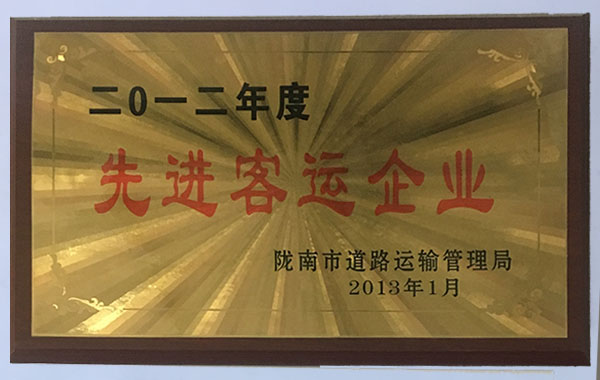 二0一二年度
先进客运企业
陇南市道路运输管理局
2013年1月